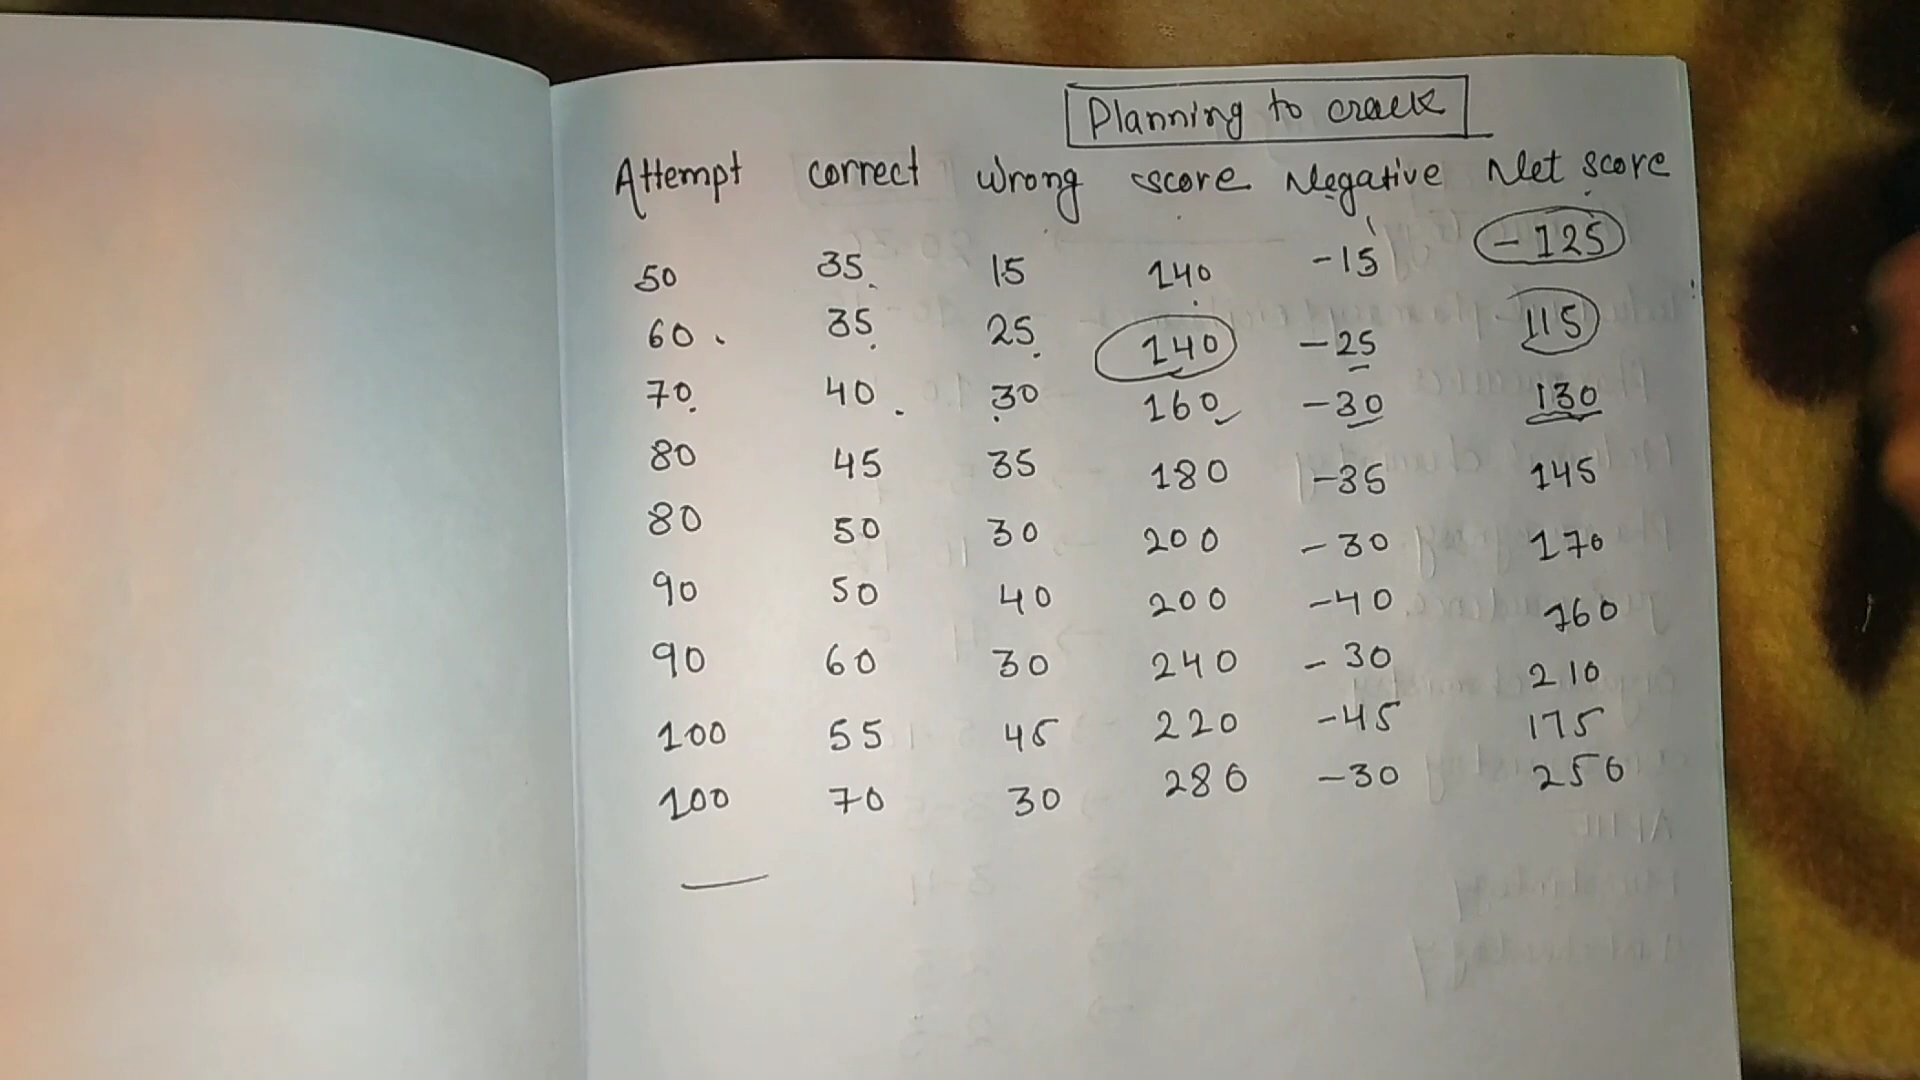 Planning to crack
Attempt correct wrong score Negative Net score
50 35 15 140 -15 -125
60 35 25 140 -25 115
70 40 30 160 -30 130
80 45 35 180 -35 145
80 50 30 200 -30 170
90 50 40 200 -40 160
90 60 30 240 -30 210
100 55 45 220 -45 175
100 70 30 280 -30 250